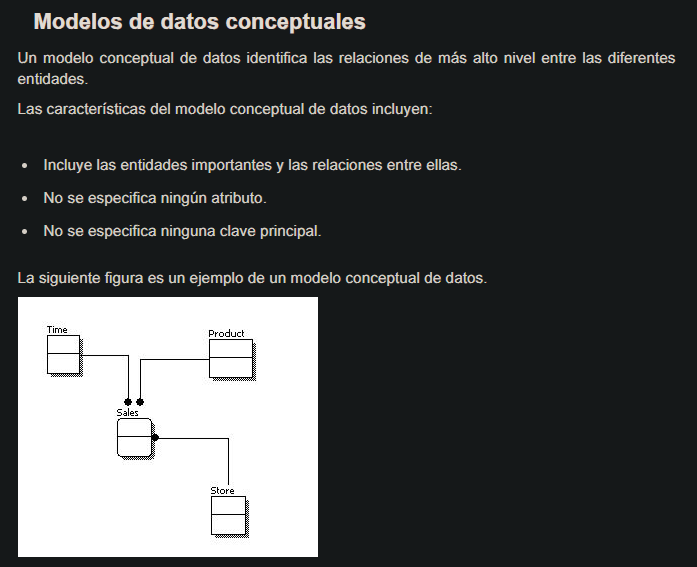 Modelos de datos conceptuales
Un modelo conceptual de datos identifica las relaciones de más alto nivel entre las diferentes
entidades.
Las características del modelo conceptual de datos incluyen:
• Incluye las entidades importantes y las relaciones entre ellas.
• No se especifica ningún atributo.
• No se especifica ninguna clave principal.
La siguiente figura es un ejemplo de un modelo conceptual de datos.
Time
Product
Sales
Store